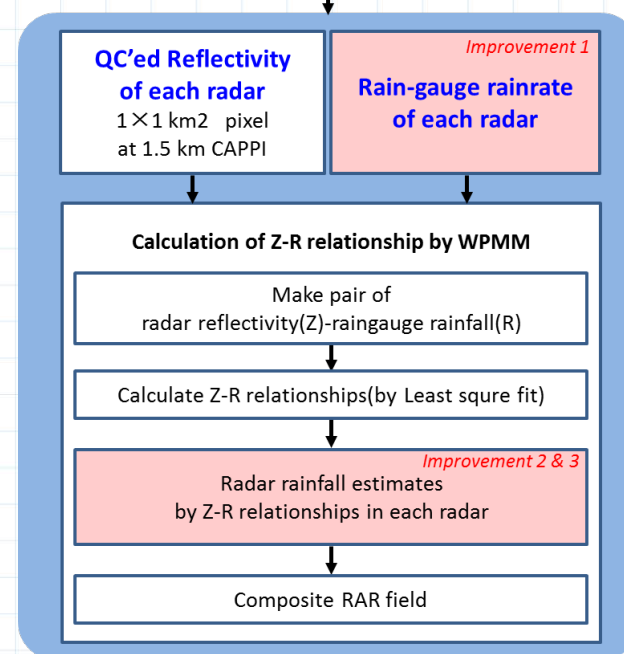 QC’ed Reflectivity
of each radar
1×1 km2 pixel
at 1.5 km CAPPI
Improvement 1
Rain-gauge rainrate
of each radar
Calculation of Z-R relationship by WPMM
Make pair of
radar reflectivity(Z)-raingauge rainfall(R)
Calculate Z-R relationships(by Least squre fit)
Improvement 2 & 3
Radar rainfall estimates
by Z-R relationships in each radar
Composite RAR field